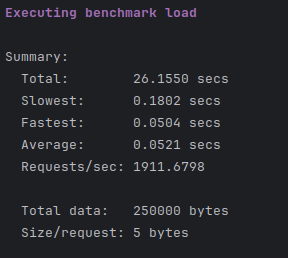 Executing benchmark load
Summary:
Total: 26.1550 secs
Slowest: 0.1802 secs
Fastest: 0.0504 secs
Average: 0.0521 secs
Requests/sec: 1911.6798
Total data: 250000 bytes
Size/request: 5 bytes